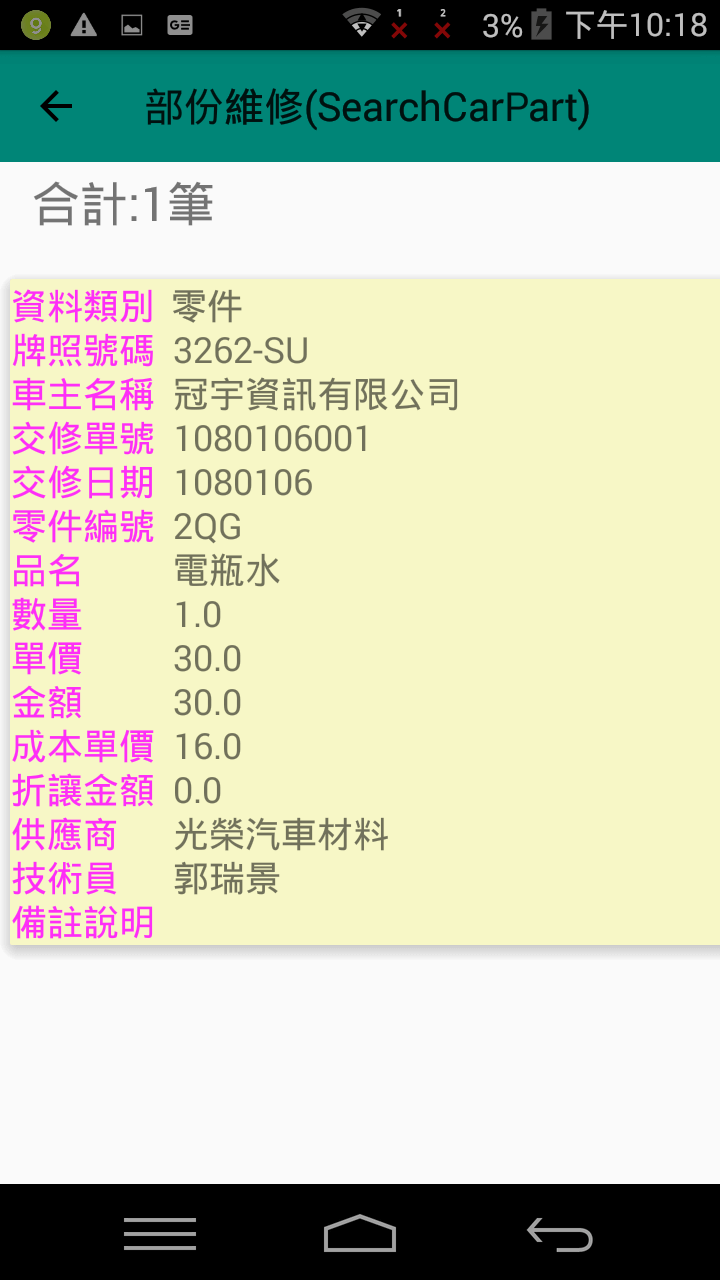 9 GE 1 2 3% 下午10:18
部份維修(SearchCarPart)
合計:1筆
資料類別 零件
牌照號碼 3262-SU
車主名稱 冠宇資訊有限公司
交修單號 1080106001
交修日期 1080106
零件編號 2QG
品名 電瓶水
數量 1.0
單價 30.0
金額 30.0
成本單價 16.0
折讓金額 0.0
供應商 光榮汽車材料
技術員 郭瑞景
備註說明